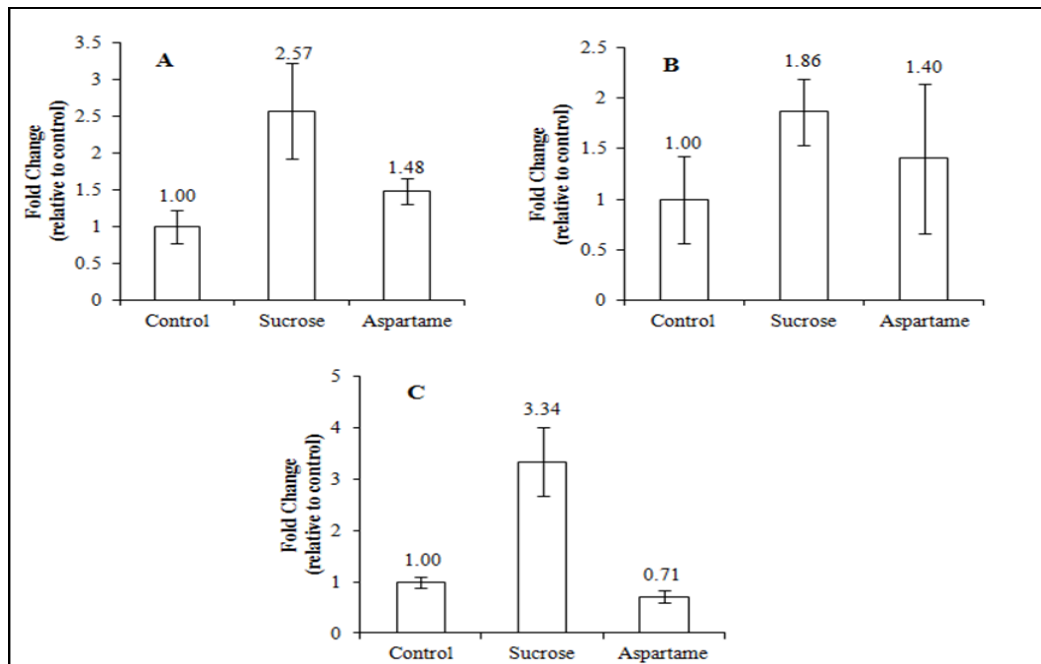 A
Fold Change
(relative to control)
3.5
3
2.5
2
1.5
1
0.5
0
1.00
2.57
1.48
Control
Sucrose
Aspartame
B
Fold Change
(relative to control)
2.5
2
1.5
1
0.5
0
1.00
1.86
1.40
Control
Sucrose
Aspartame
C
Fold Change
(relative to control)
5
4
3
2
1
0
1.00
3.34
0.71
Control
Sucrose
Aspartame